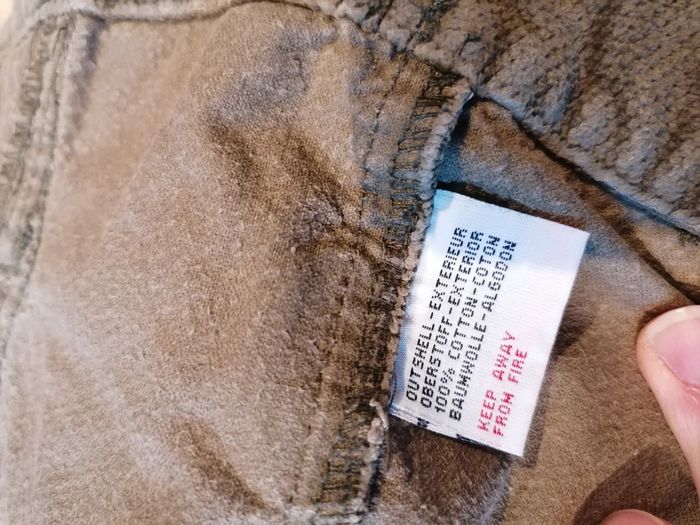 OUTSHELL-EXTERIEUR
OBERSTOFF-EXTERIOR
100% COTTON-COTON
BAUMWOLLE-ALGODON
KEEP AWAY
FROM FIRE